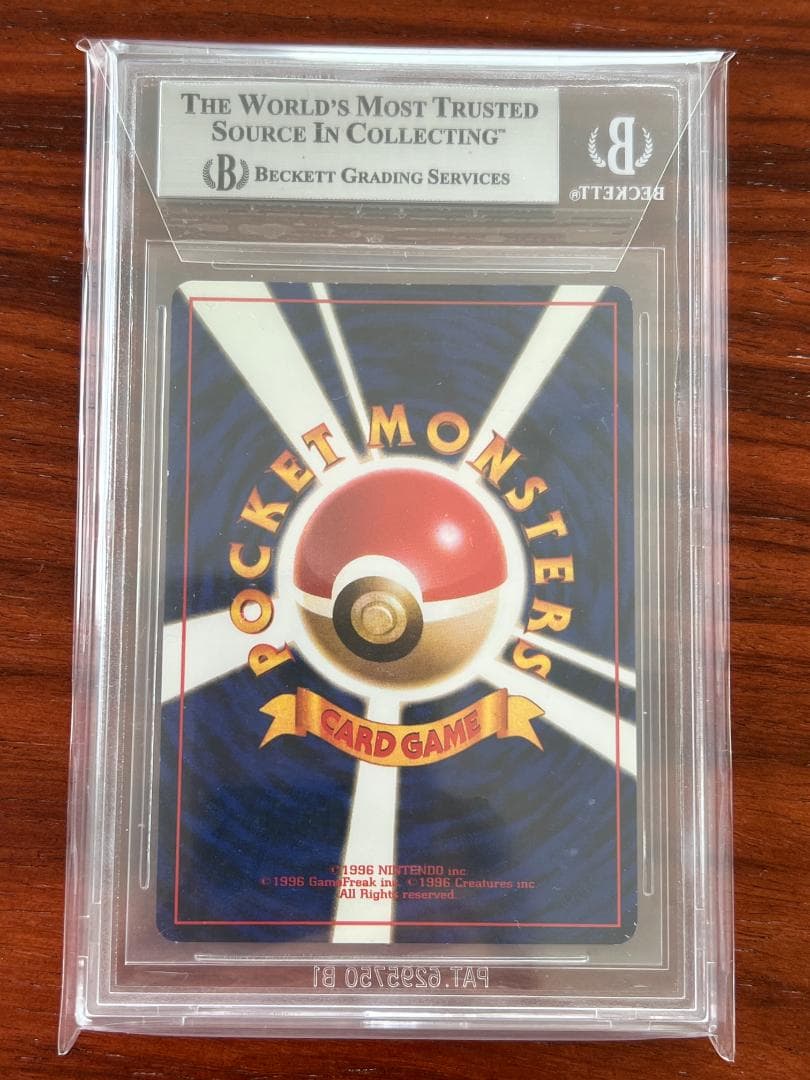 THE WORLD'S MOST TRUSTED
SOURCE IN COLLECTING™
B BECKETT GRADING SERVICES
B
BECKETT®
POCKET MONSTERS
CARD GAME
©1996 NINTENDO inc.
©1996 GameFreak inc. ©1996 Creatures inc.
All Rights reserved.
PAT.6295750 B1